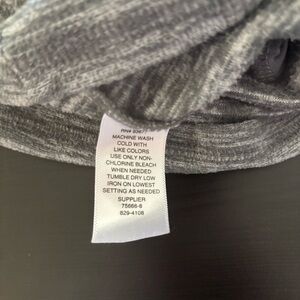 MACHINE WASH
COLD WITH
LIKE COLORS
USE ONLY NON-
CHLORINE BLEACH
WHEN NEEDED
TUMBLE DRY LOW
IRON ON LOWEST
SETTING AS NEEDED
SUPPLIER
75666-8
829-4108